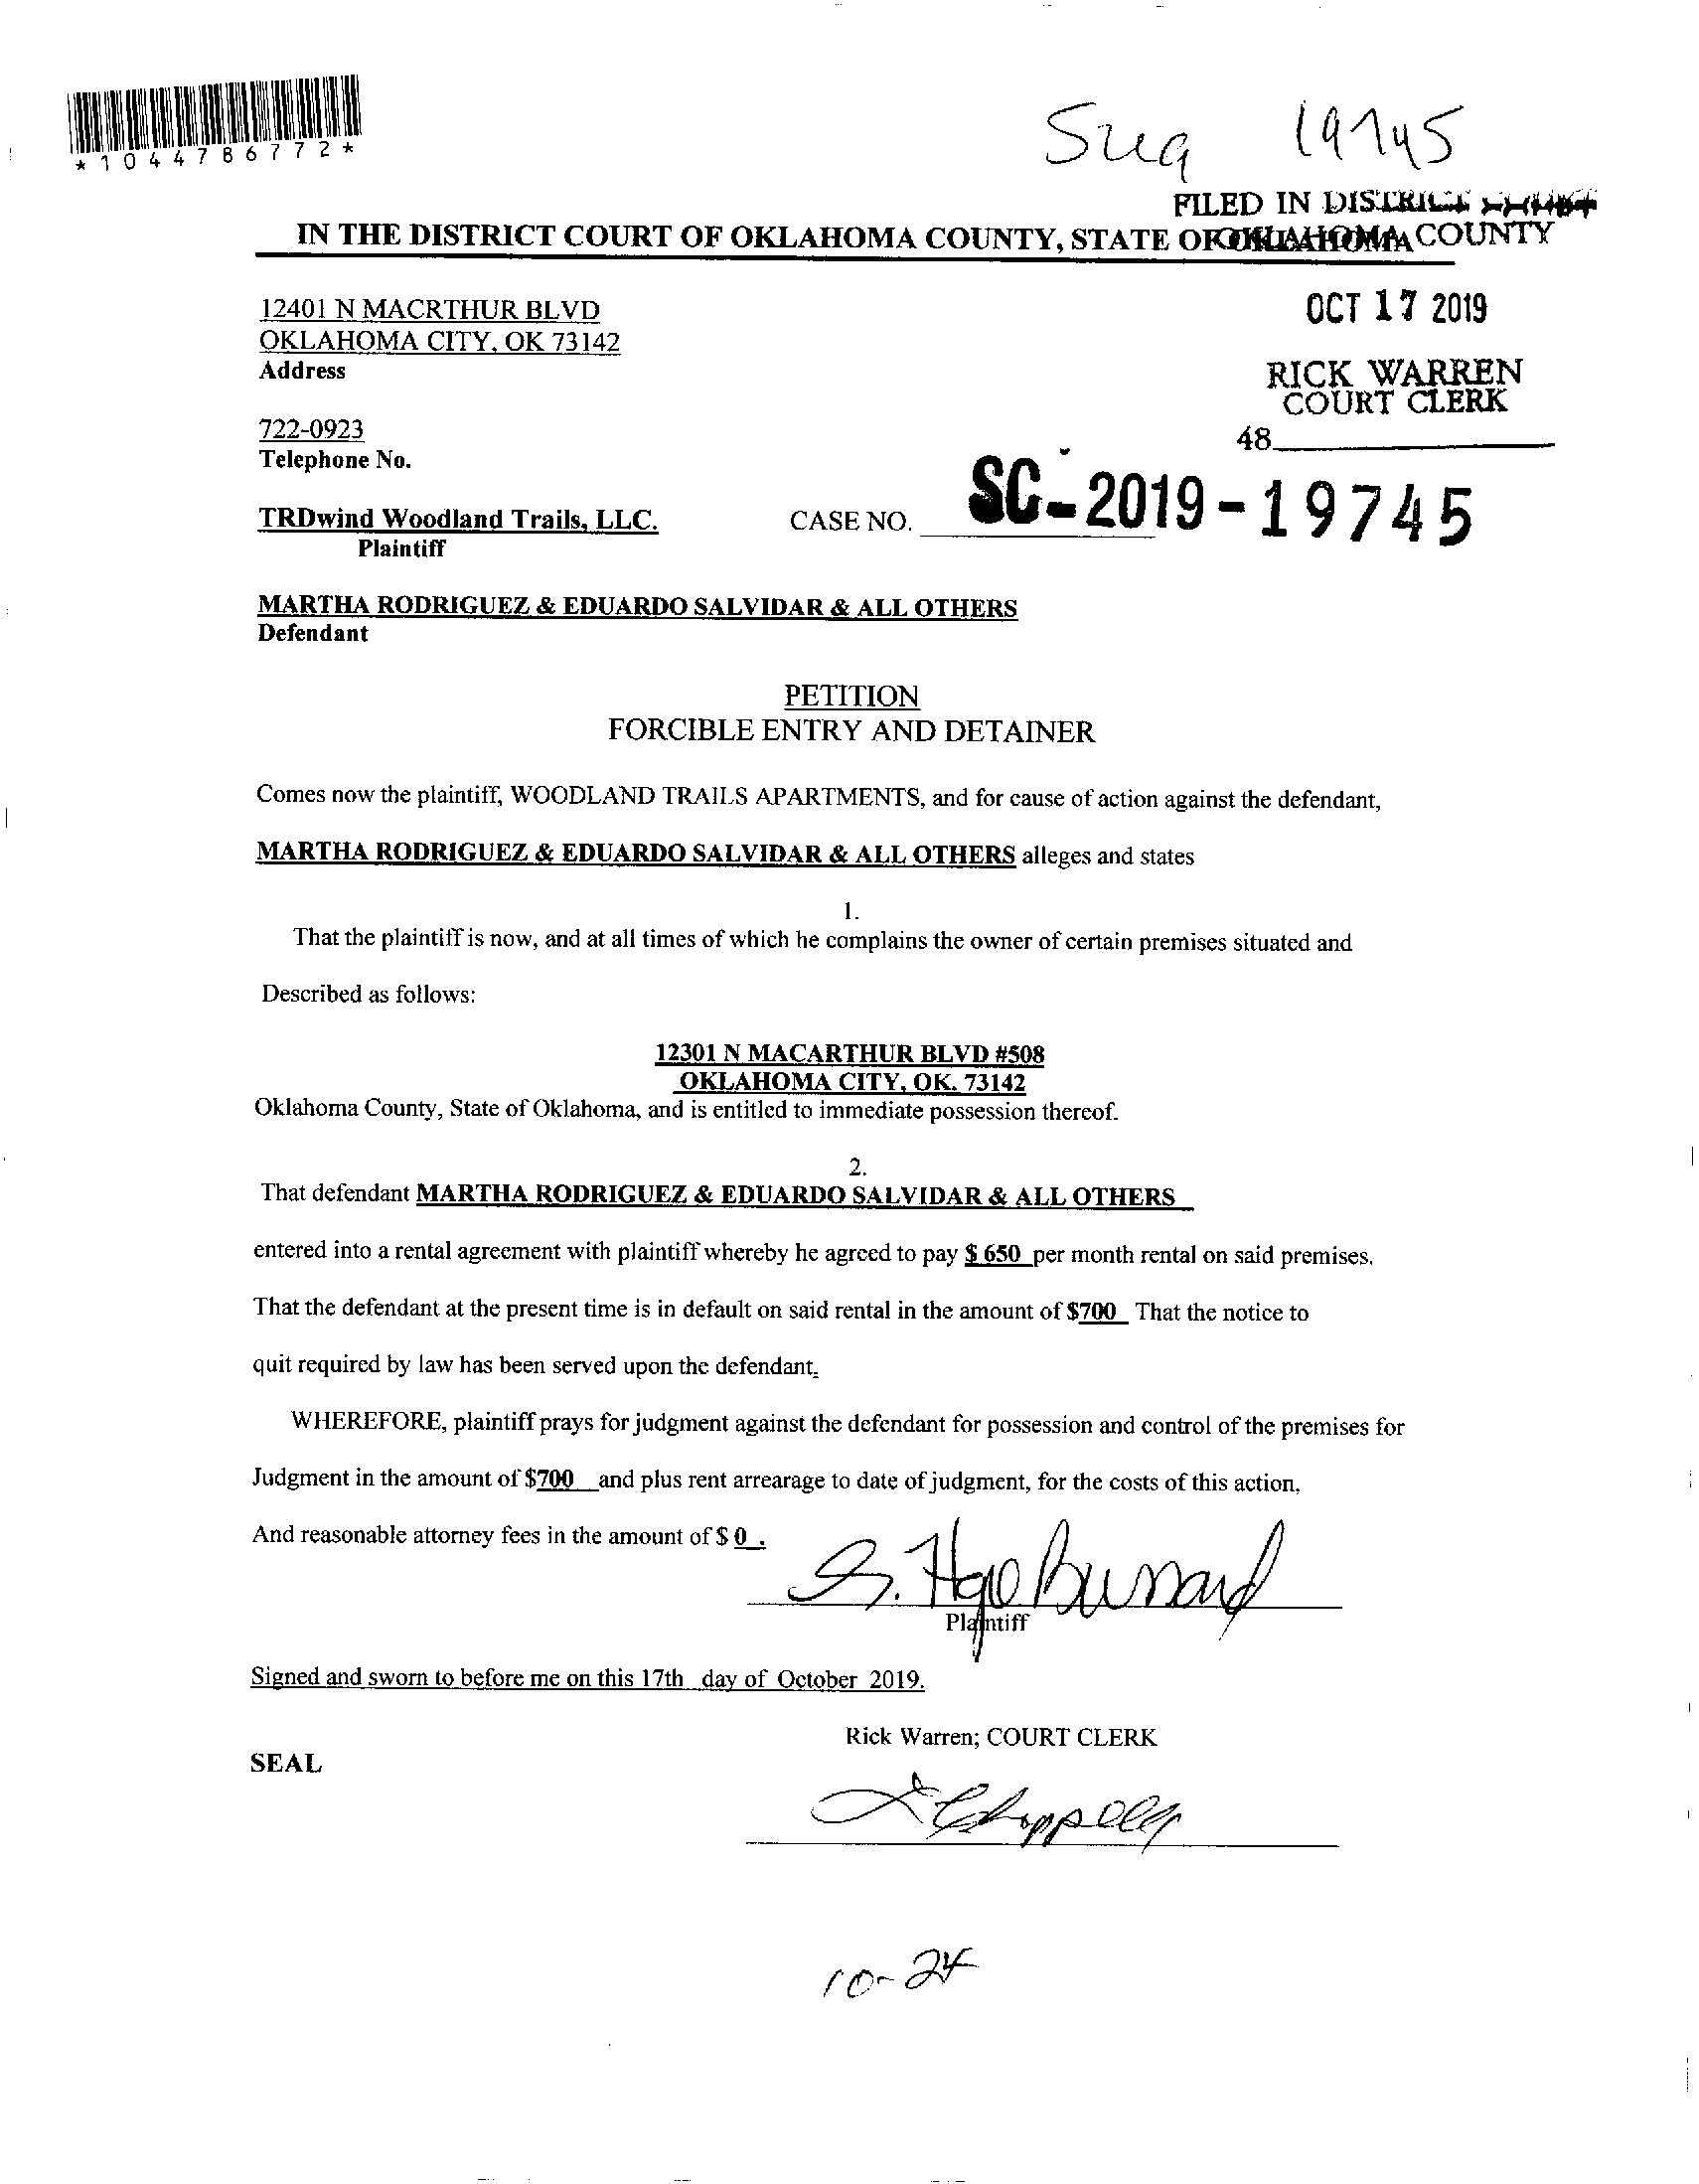 *1044786772*
19745
FILED IN DISTRICT COURT
OKLAHOMA COUNTY
IN THE DISTRICT COURT OF OKLAHOMA COUNTY, STATE OF OKLAHOMA
12401 N MACRTHUR BLVD
OKLAHOMA CITY, OK 73142
Address
OCT 17 2019
RICK WARREN
COURT CLERK
48
722-0923
Telephone No.
TRDwind Woodland Trails, LLC.
Plaintiff
CASE NO. SC-2019-19745
MARTHA RODRIGUEZ & EDUARDO SALVIDAR & ALL OTHERS
Defendant
PETITION
FORCIBLE ENTRY AND DETAINER
Comes now the plaintiff, WOODLAND TRAILS APARTMENTS, and for cause of action against the defendant,
MARTHA RODRIGUEZ & EDUARDO SALVIDAR & ALL OTHERS alleges and states
1.
That the plaintiff is now, and at all times of which he complains the owner of certain premises situated and
Described as follows:
12301 N MACARTHUR BLVD #508
OKLAHOMA CITY, OK. 73142
Oklahoma County, State of Oklahoma, and is entitled to immediate possession thereof.
2.
That defendant MARTHA RODRIGUEZ & EDUARDO SALVIDAR & ALL OTHERS
entered into a rental agreement with plaintiff whereby he agreed to pay $ 650 per month rental on said premises.
That the defendant at the present time is in default on said rental in the amount of $700 That the notice to
quit required by law has been served upon the defendant.
WHEREFORE, plaintiff prays for judgment against the defendant for possession and control of the premises for
Judgment in the amount of $700 and plus rent arrearage to date of judgment, for the costs of this action,
And reasonable attorney fees in the amount of $ 0 .
Plaintiff
Signed and sworn to before me on this 17th day of October 2019.
Rick Warren; COURT CLERK
SEAL
10-24